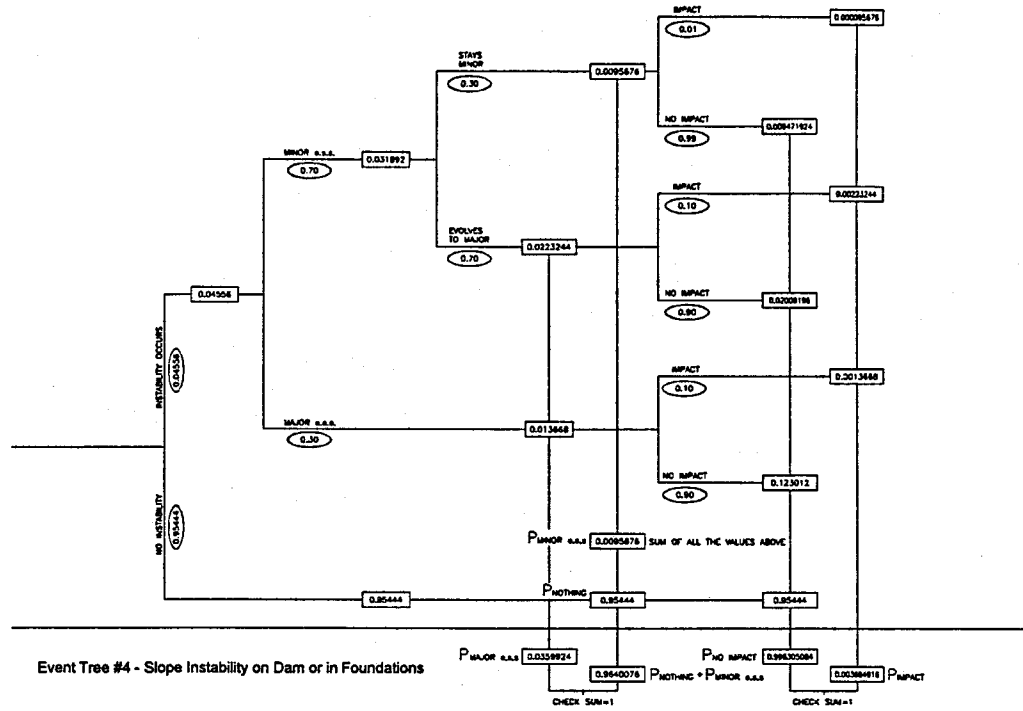 IMPACT
0.01
0.000095676
STAYS
MINOR
0.30
0.0095676
NO IMPACT
0.99
0.009471924
MINOR o.s.s.
0.70
0.031892
IMPACT
0.10
0.00223244
EVOLVES
TO MAJOR
0.70
0.0223244
NO IMPACT
0.90
0.02009196
0.04556
INSTABILITY OCCURS
0.04556
IMPACT
0.10
0.0013668
MAJOR o.s.s.
0.30
0.013668
NO IMPACT
0.90
0.123012
NO INSTABILITY
0.95444
PMINOR o.s.s 0.0095676 SUM OF ALL THE VALUES ABOVE
0.95444
PNOTHING 0.95444
0.95444
Event Tree #4 - Slope Instability on Dam or in Foundations
PMAJOR o.s.s 0.0359924
0.9640076 PNOTHING + PMINOR o.s.s
PNO IMPACT
PIMPACT
CHECK SUM=1
CHECK SUM=1